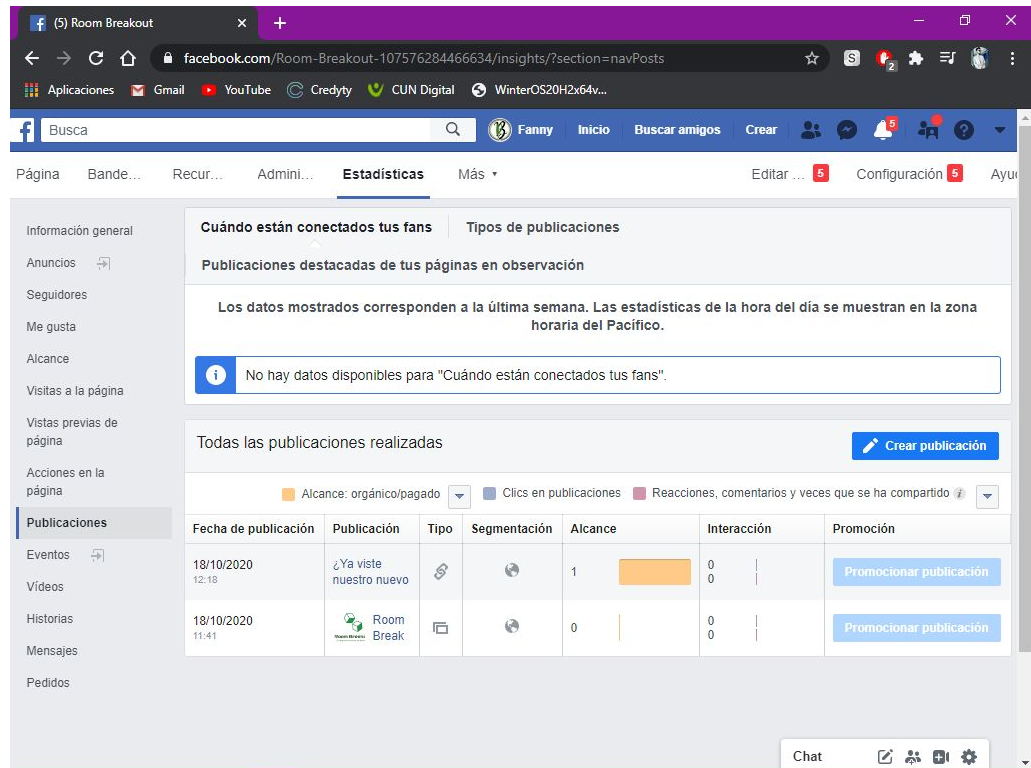 (5) Room Breakout
facebook.com/Room-Breakout-107576284466634/insights/?section=navPosts
S
2
Aplicaciones Gmail YouTube Credyty CUN Digital WinterOS20H2x64v...
Busca
Fanny Inicio Buscar amigos Crear 5
Página Bande... Recur... Admini... Estadísticas Más Editar ... 5 Configuración 5 Ayu
Información general
Anuncios
Seguidores
Me gusta
Alcance
Visitas a la página
Vistas previas de
página
Acciones en la
página
Publicaciones
Eventos
Vídeos
Historias
Mensajes
Pedidos
Cuándo están conectados tus fans Tipos de publicaciones
Publicaciones destacadas de tus páginas en observación
Los datos mostrados corresponden a la última semana. Las estadísticas de la hora del día se muestran en la zona
horaria del Pacífico.
No hay datos disponibles para "Cuándo están conectados tus fans".
Todas las publicaciones realizadas
Crear publicación
Alcance: orgánico/pagado Clics en publicaciones Reacciones, comentarios y veces que se ha compartido
Fecha de publicación Publicación Tipo Segmentación Alcance Interacción Promoción
18/10/2020 ¿Ya viste 1 0 Promocionar publicación
12:18 nuestro nuevo 0
18/10/2020 Room 0 0 Promocionar publicación
11:41 Break 0
Chat